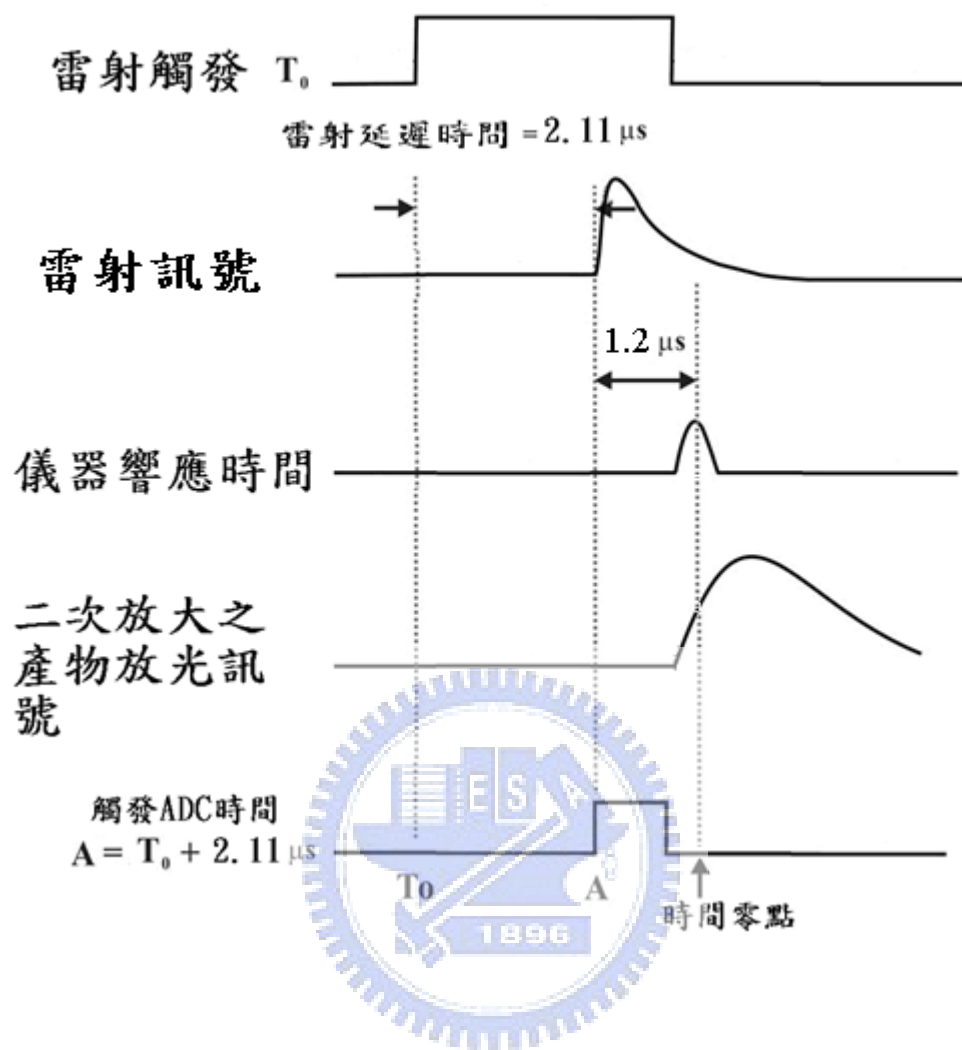 雷射觸發 T₀
雷射延遲時間 = 2.11 μs
雷射訊號
1.2 μs
儀器響應時間
二次放大之
產物放光訊
號
ES A
觸發ADC時間
A = T₀ + 2.11 μs
To
A
時間零點
1896